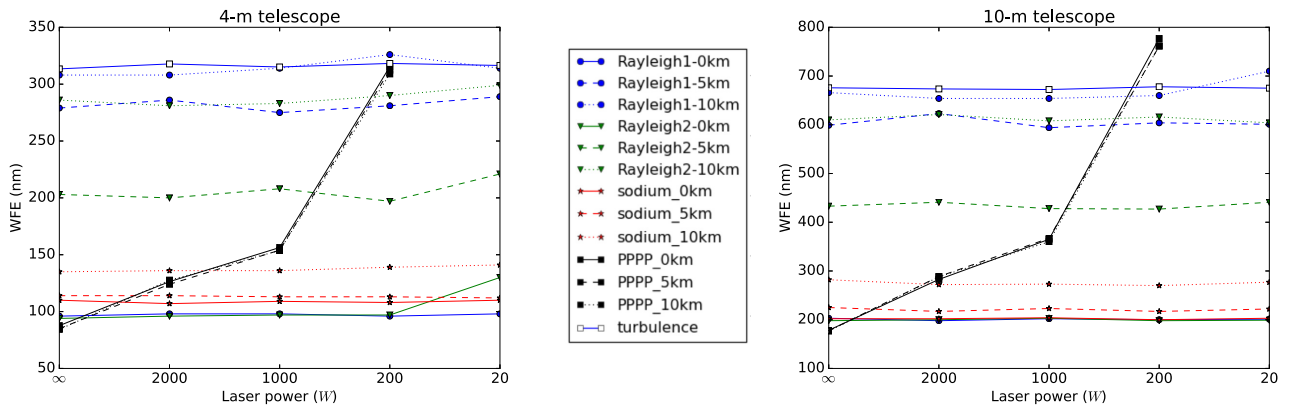 4-m telescope
350
300
250
200
150
100
50
WFE (nm)
∞ 2000 1000 200 20
Laser power (W)
Rayleigh1-0km
Rayleigh1-5km
Rayleigh1-10km
Rayleigh2-0km
Rayleigh2-5km
Rayleigh2-10km
sodium_0km
sodium_5km
sodium_10km
PPPP_0km
PPPP_5km
PPPP_10km
turbulence
10-m telescope
800
700
600
500
400
300
200
100
WFE (nm)
∞ 2000 1000 200 20
Laser power (W)